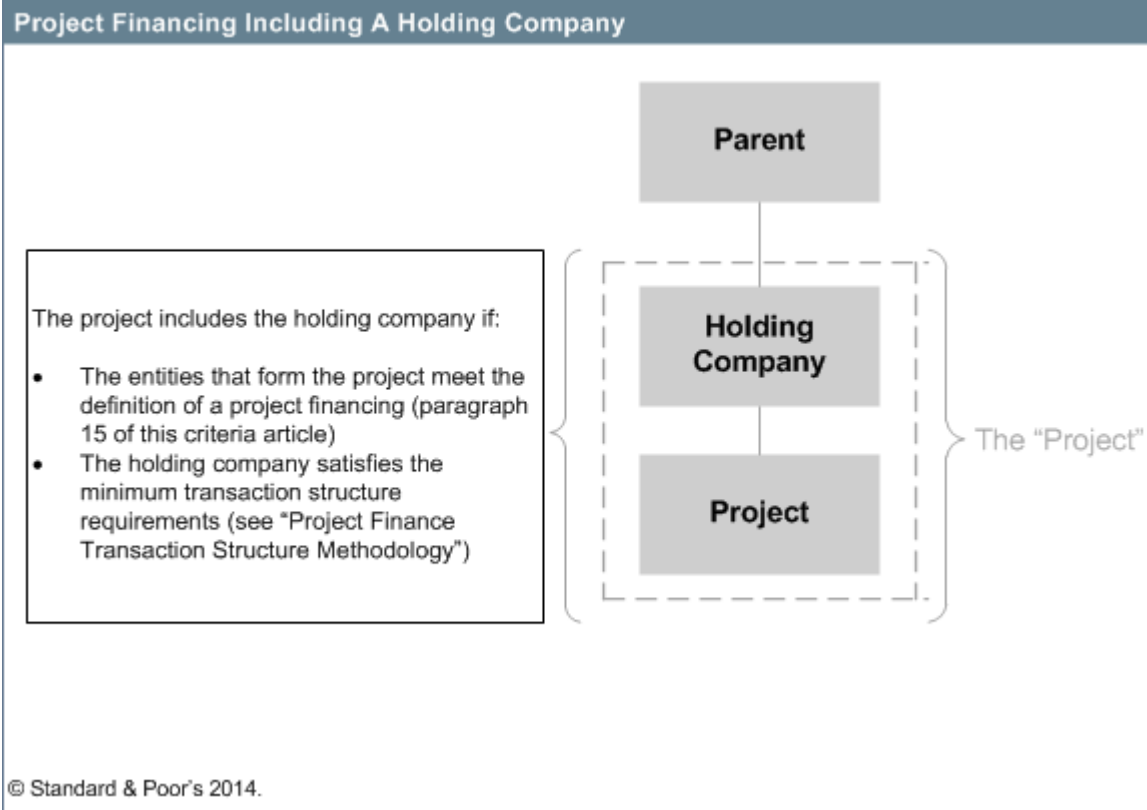 Project Financing Including A Holding Company
Parent
The project includes the holding company if:
• The entities that form the project meet the
definition of a project financing (paragraph
15 of this criteria article)
• The holding company satisfies the
minimum transaction structure
requirements (see “Project Finance
Transaction Structure Methodology”)
Holding
Company
Project
The “Project”
© Standard & Poor’s 2014.